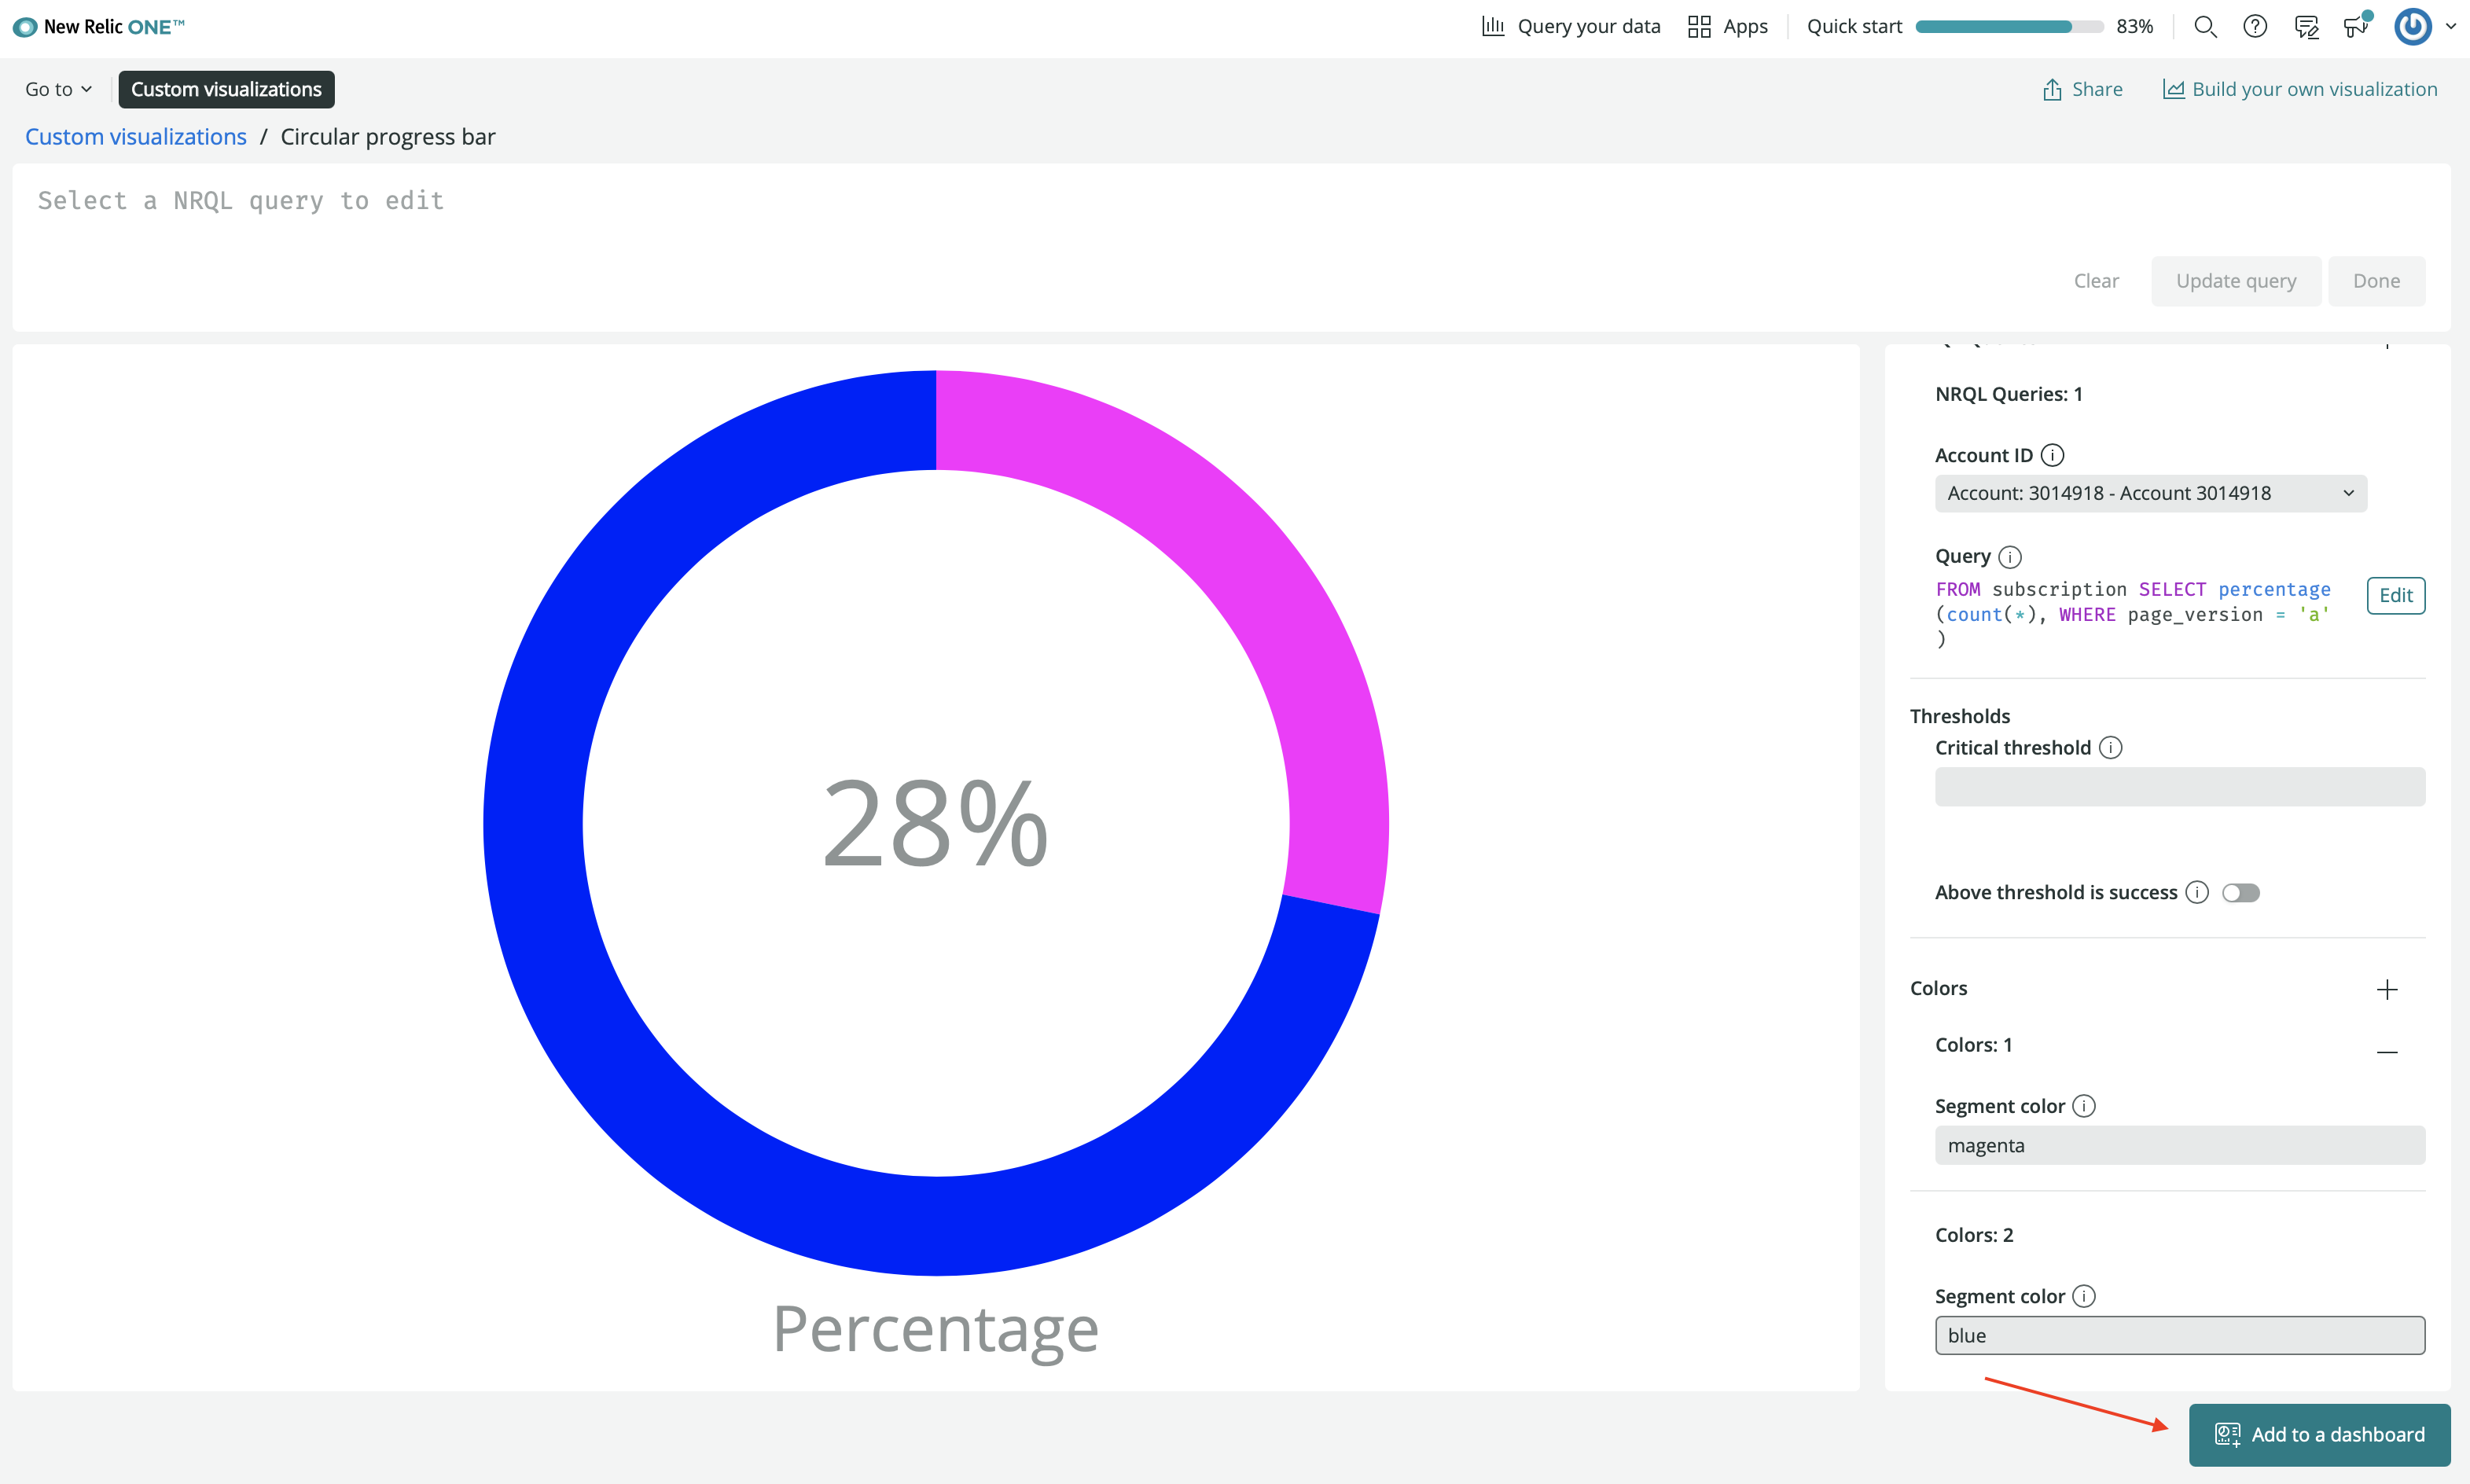 New Relic ONE™
Query your data
Apps
Quick start
83%
Go to
Custom visualizations
Share
Build your own visualization
Custom visualizations / Circular progress bar
Select a NRQL query to edit
Clear
Update query
Done
28%
Percentage
NRQL Queries: 1
Account ID
Account: 3014918 - Account 3014918
Query
FROM subscription SELECT percentage
(count(*), WHERE page_version = 'a'
)
Edit
Thresholds
Critical threshold
Above threshold is success
Colors
Colors: 1
Segment color
magenta
Colors: 2
Segment color
blue
Add to a dashboard